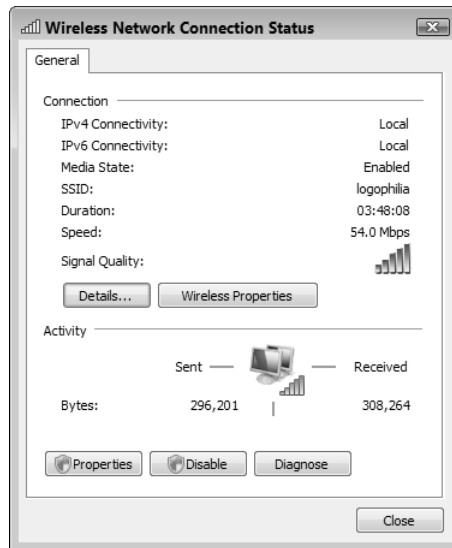 Wireless Network Connection Status
General
Connection
IPv4 Connectivity: Local
IPv6 Connectivity: Local
Media State: Enabled
SSID: logophilia
Duration: 03:48:08
Speed: 54.0 Mbps
Signal Quality:
Details... Wireless Properties
Activity
Sent Received
Bytes: 296,201 308,264
Properties Disable Diagnose
Close